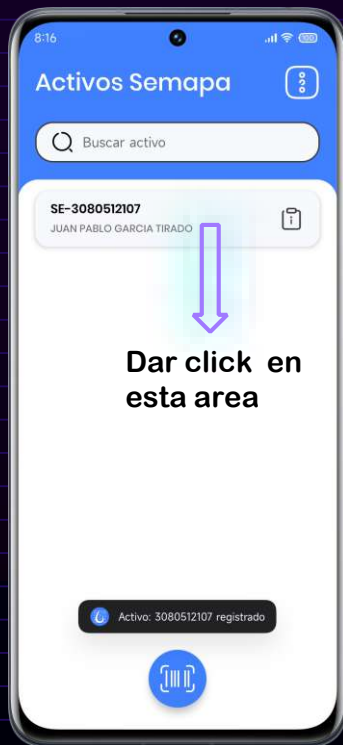 8:16
Activos Semapa
Buscar activo
SE-3080512107
JUAN PABLO GARCIA TIRADO
Dar click en
esta area
Activo: 3080512107 registrado